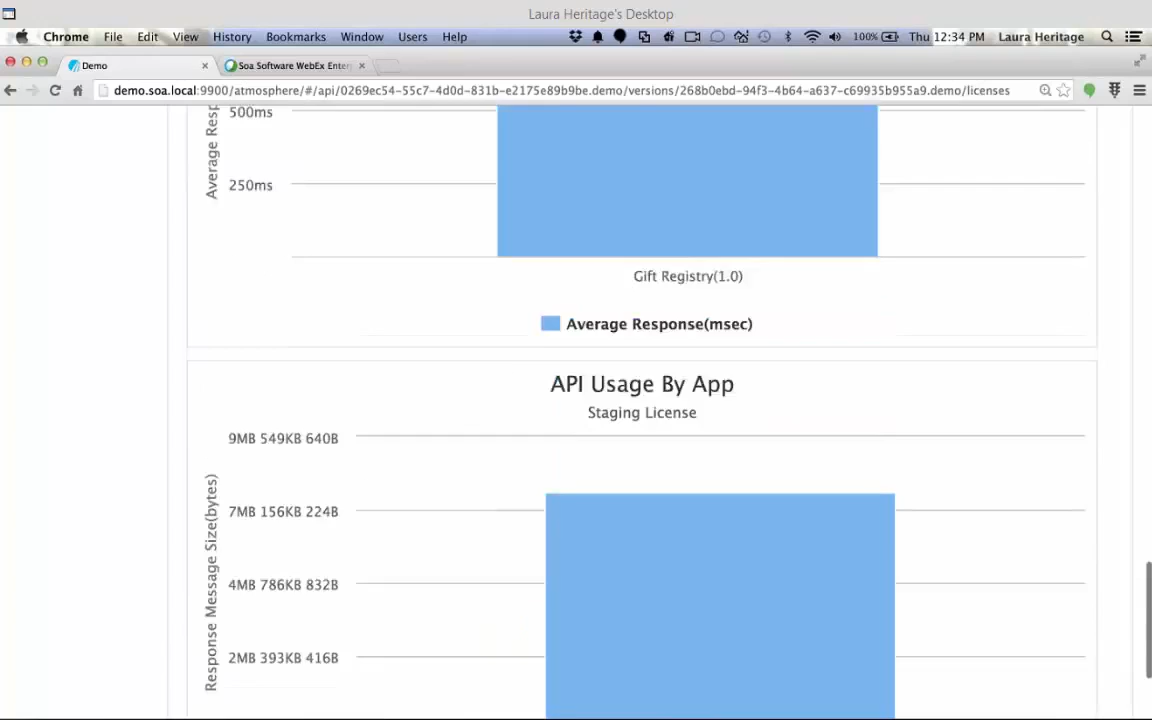 Laura Heritage's Desktop
Chrome File Edit View History Bookmarks Window Users Help 100% Thu 12:34 PM Laura Heritage
Demo Soa Software WebEx Enter
demo.soa.local:9900/atmosphere/#/api/0269ec54-55c7-4d0d-831b-e2175e89b9be.demo/versions/268b0ebd-94f3-4b64-a637-c69935b955a9.demo/licenses
500ms
250ms
Average Resp
Gift Registry(1.0)
Average Response(msec)
API Usage By App
Staging License
9MB 549KB 640B
7MB 156KB 224B
4MB 786KB 832B
2MB 393KB 416B
Response Message Size(bytes)